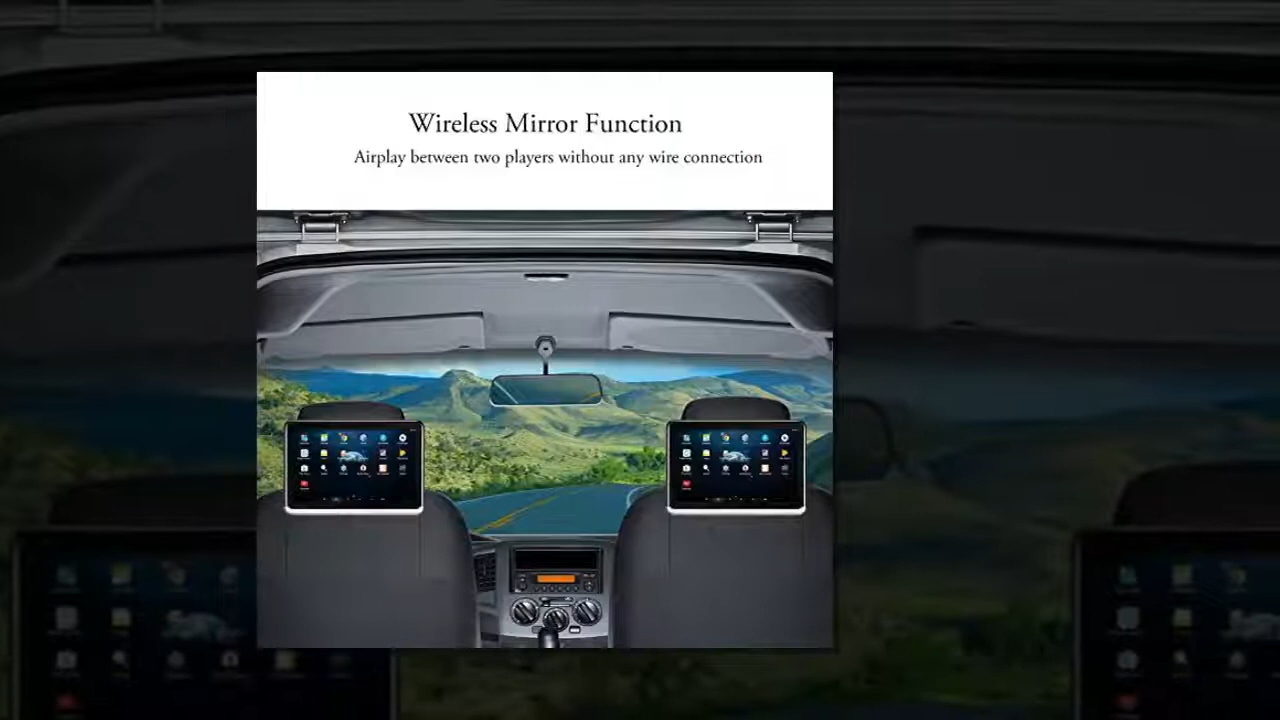 Wireless Mirror Function
Airplay between two players without any wire connection